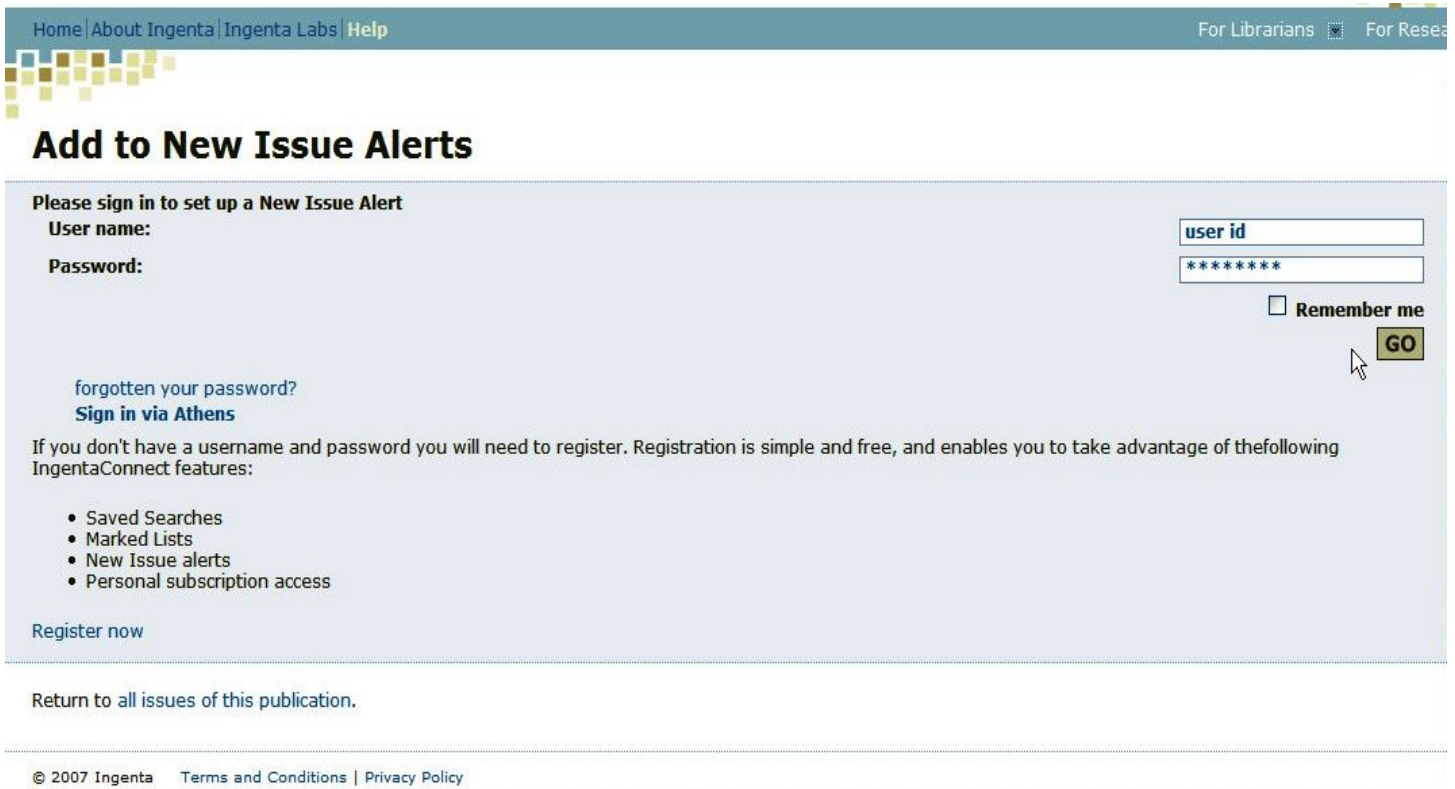 Home|About Ingenta|Ingenta Labs|Help For Librarians For Resea
Add to New Issue Alerts
Please sign in to set up a New Issue Alert
User name: user id
Password: ********
Remember me
GO
forgotten your password?
Sign in via Athens
If you don't have a username and password you will need to register. Registration is simple and free, and enables you to take advantage of thefollowing
IngentaConnect features:
• Saved Searches
• Marked Lists
• New Issue alerts
• Personal subscription access
Register now
Return to all issues of this publication.
© 2007 Ingenta Terms and Conditions | Privacy Policy